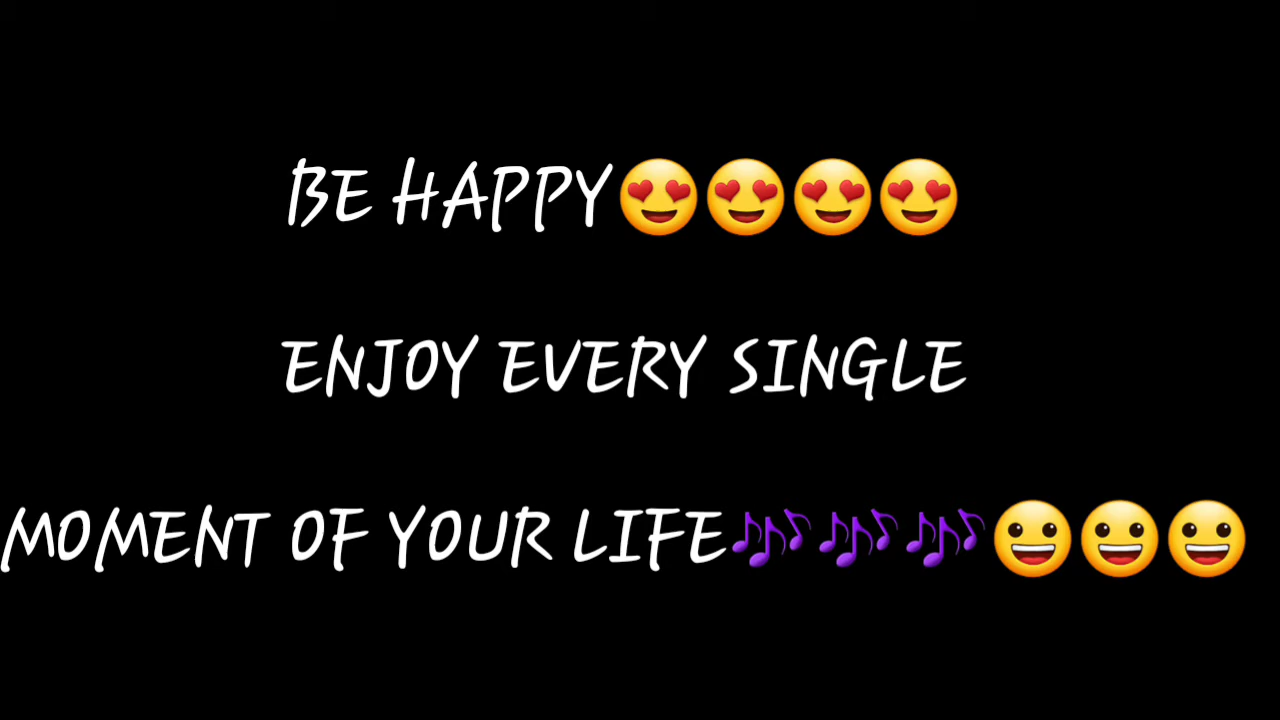 BE HAPPY😍😍😍😍
ENJOY EVERY SINGLE
MOMENT OF YOUR LIFE🎶🎶🎶😀😀😀